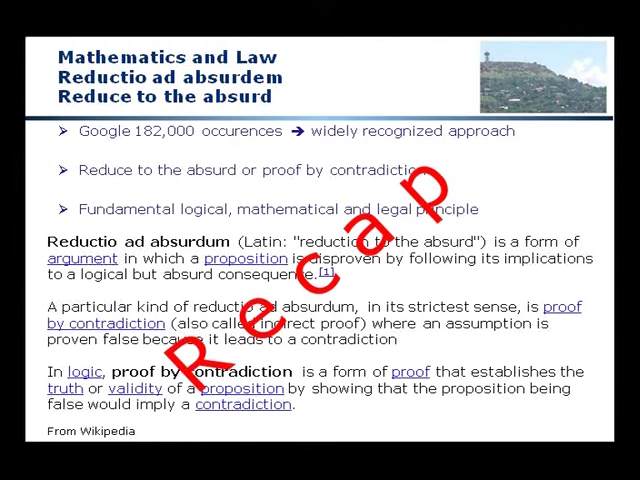 Mathematics and Law
Reductio ad absurdem
Reduce to the absurd
Google 182,000 occurences ➔ widely recognized approach
Reduce to the absurd or proof by contradiction
Fundamental logical, mathematical and legal principle
Reductio ad absurdum (Latin: "reduction to the absurd") is a form of
argument in which a proposition is disproven by following its implications
to a logical but absurd consequence.[1]
A particular kind of reductio ad absurdum, in its strictest sense, is proof
by contradiction (also called indirect proof) where an assumption is
proven false because it leads to a contradiction
In logic, proof by contradiction is a form of proof that establishes the
truth or validity of a proposition by showing that the proposition being
false would imply a contradiction.
From Wikipedia
Recap